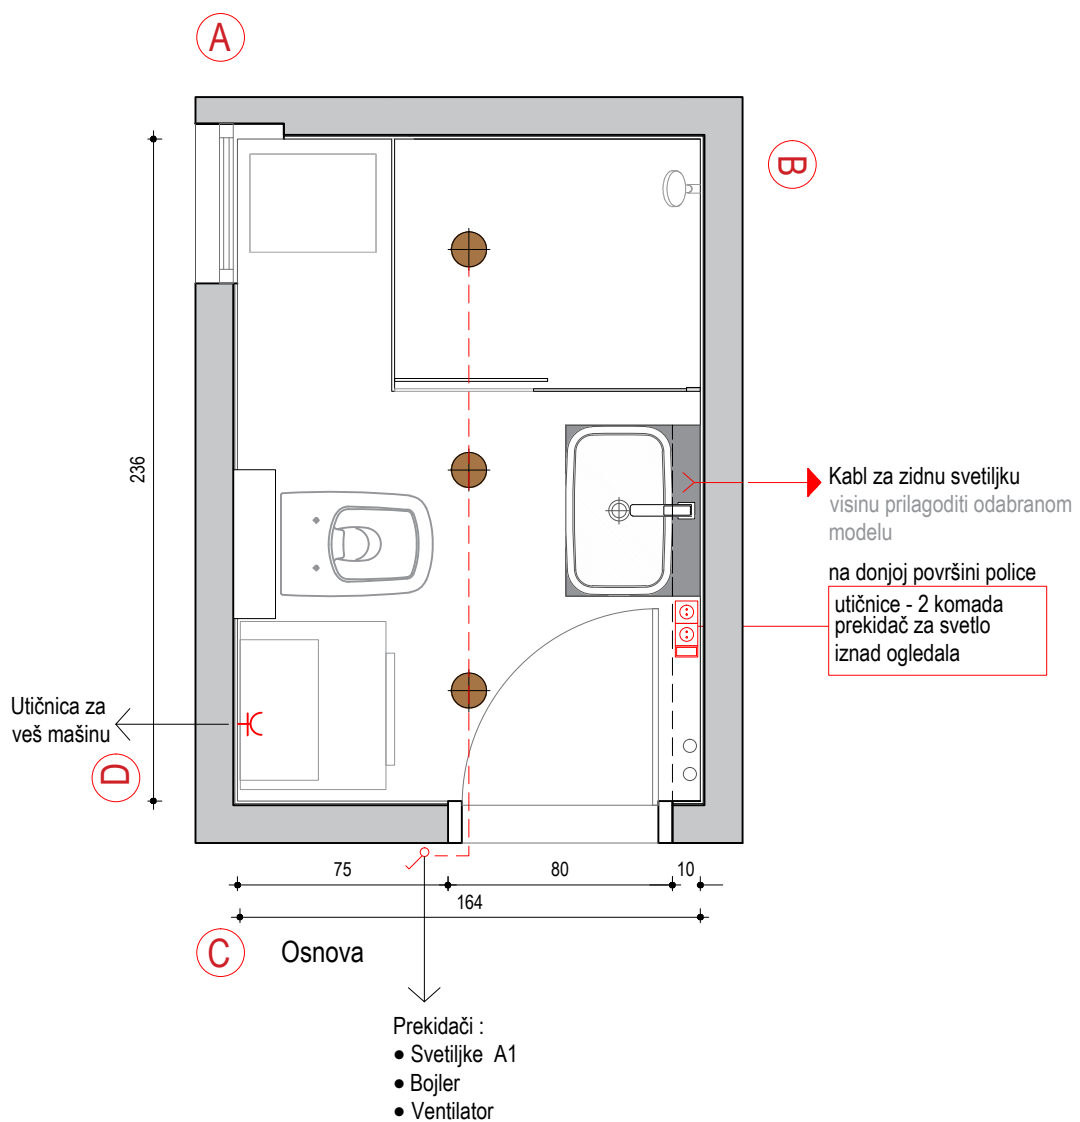 A
B
236
Kabl za zidnu svetiljku
visinu prilagoditi odabranom
modelu
na donjoj površini police
utičnice - 2 komada
prekidač za svetlo
iznad ogledala
Utičnica za
veš mašinu
D
75
80
10
164
C
Osnova
Prekidači :
● Svetiljke A1
● Bojler
● Ventilator